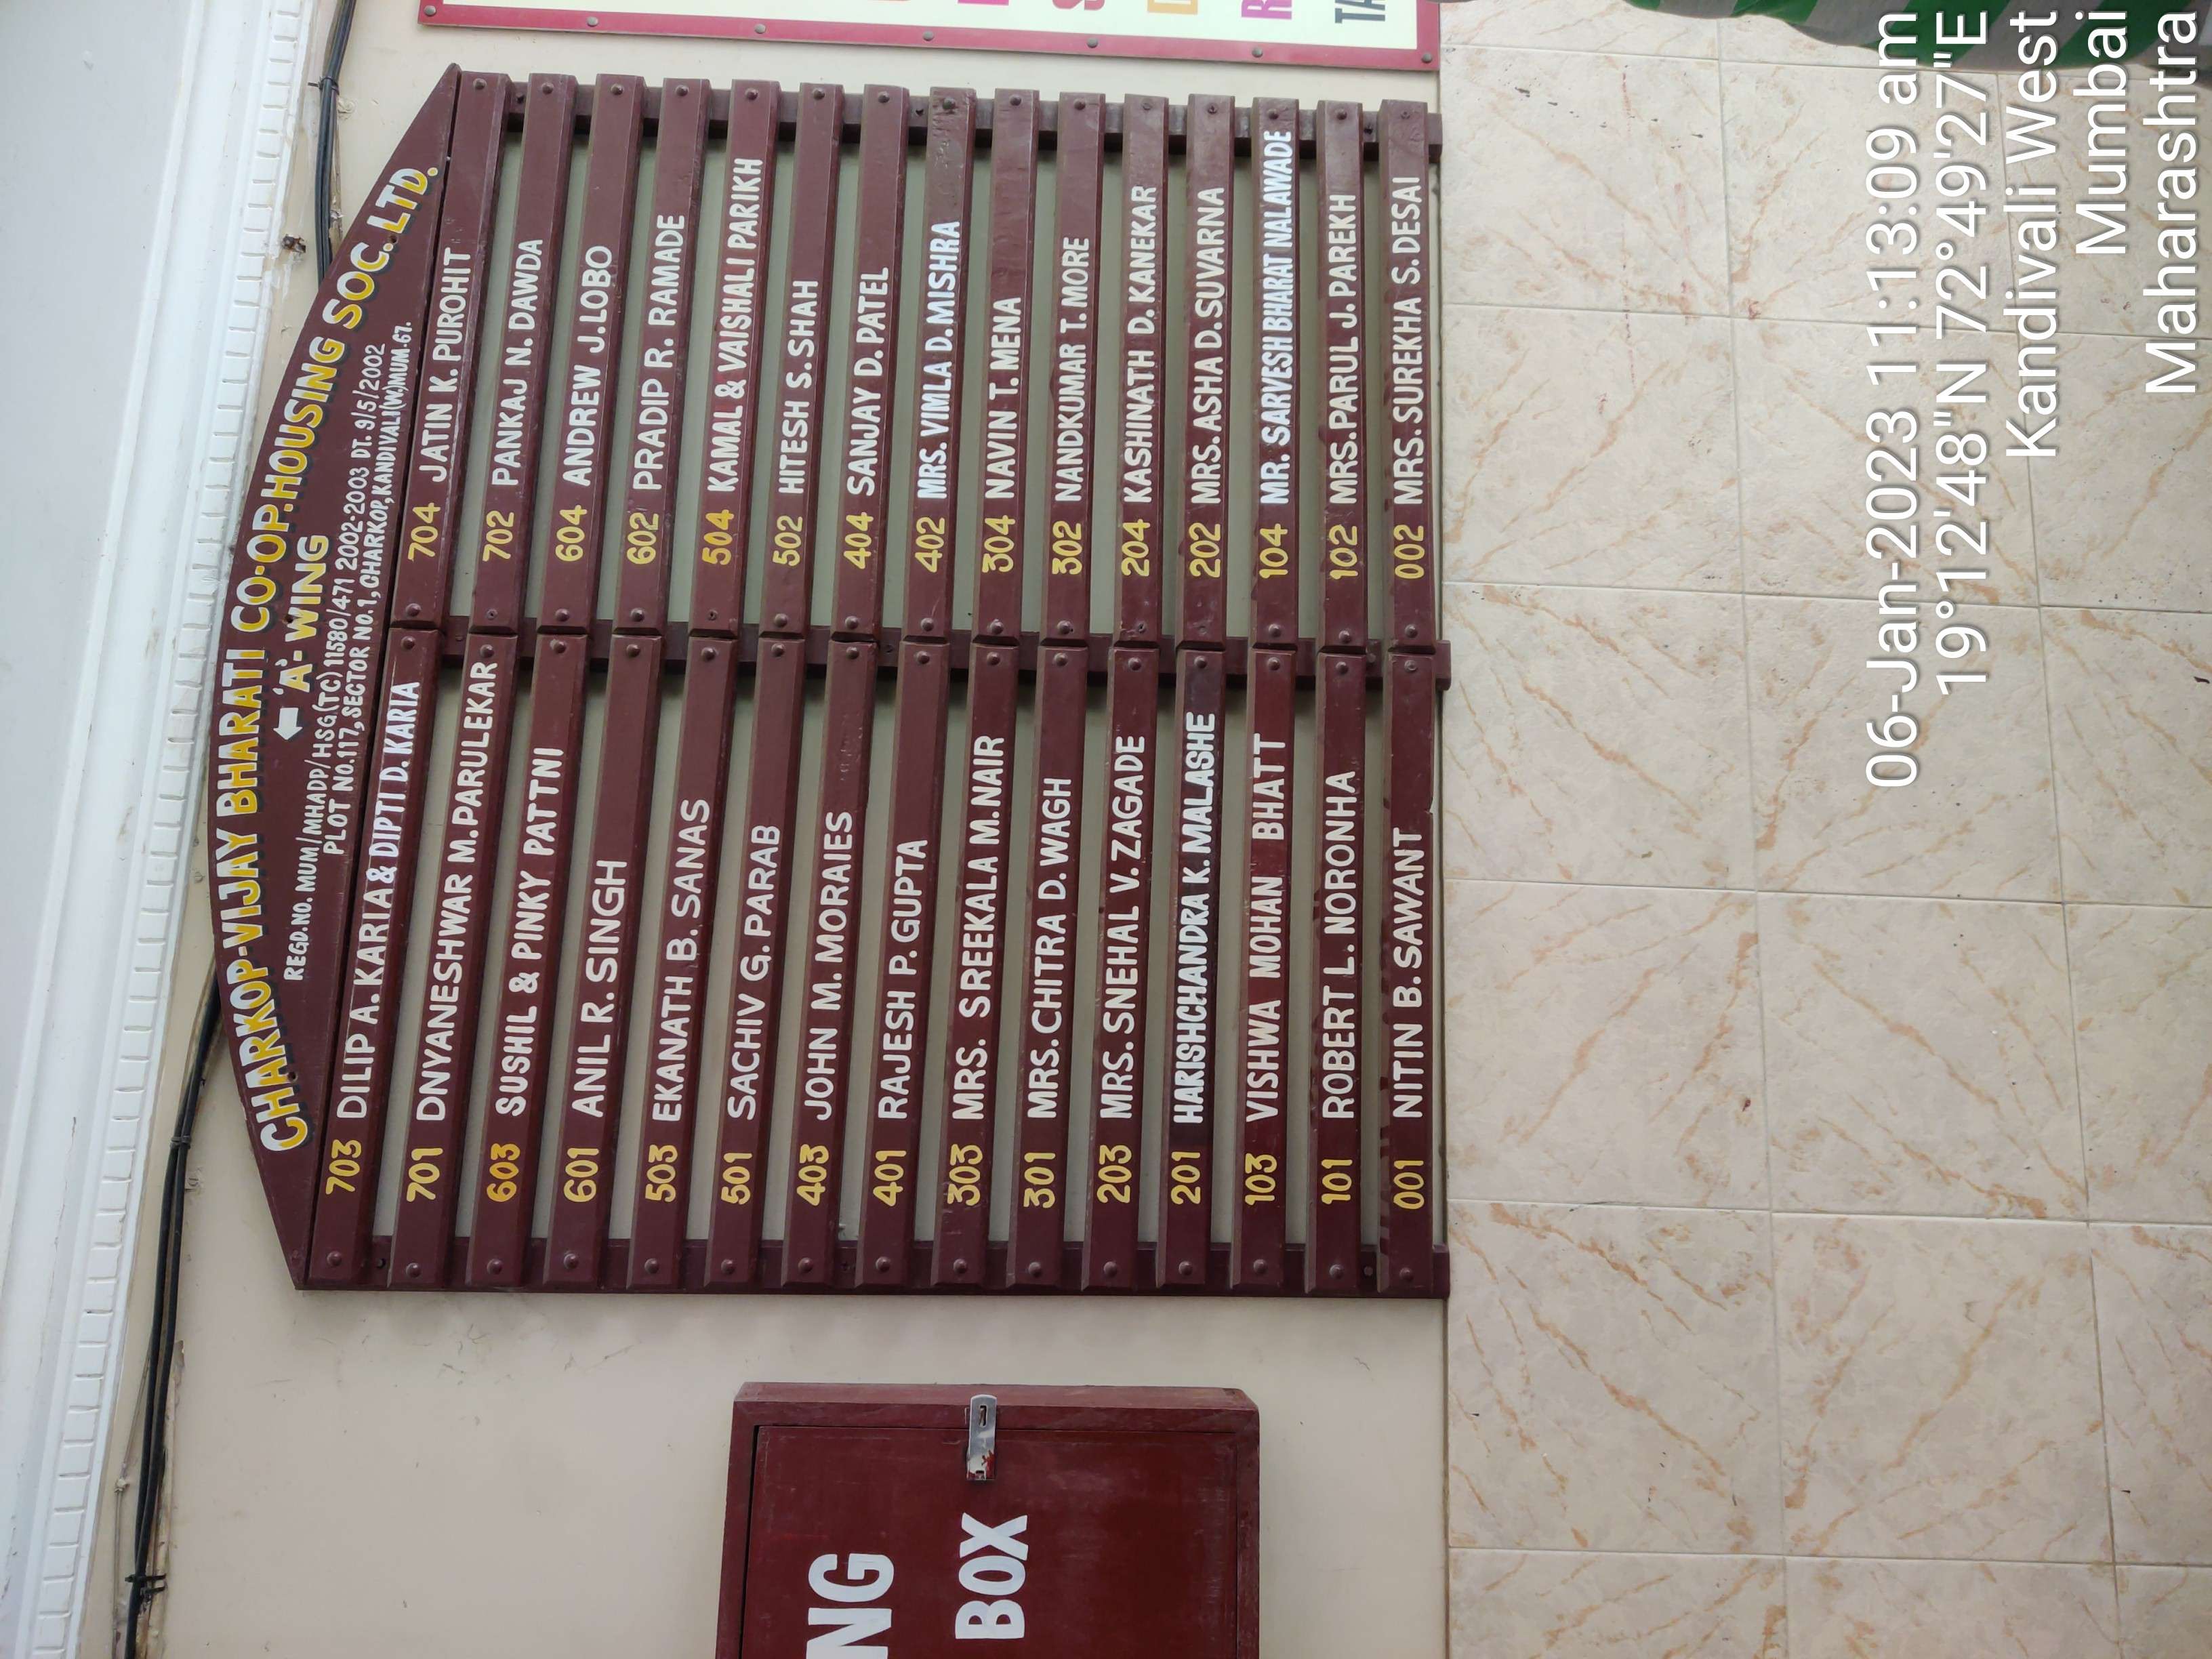 CHARKOP-VIJAY BHARATI CO-OP.HOUSING SOC. LTD.
'A'- WING
REGD.NO. MUM/MHADD/HSG(TC) 11580/471 2002-2003 DT. 9/5/2002
PLOT NO.117, SECTOR NO.1, CHARKOP, KANDIVALI (W) MUM-67.
703 DILIP A. KARIA & DIPTI D. KARIA
704 JATIN K. PUROHIT
701 DNYANESHWAR M. PARULEKAR
702 PANKAJ N. DAWDA
603 SUSHIL & PINKY PATTNI
604 ANDREW J. LOBO
601 ANIL R. SINGH
602 PRADIP R. RAMADE
503 EKANATH B. SANAS
504 KAMAL & VAISHALI PARIKH
501 SACHIV G. PARAB
502 HITESH S. SHAH
403 JOHN M. MORAIES
404 SANJAY D. PATEL
401 RAJESH P. GUPTA
402 MRS. VIMLA D. MISHRA
303 MRS. SREEKALA M. NAIR
304 NAVIN T. MENA
301 MRS. CHITRA D. WAGH
302 NANDKUMAR T. MORE
203 MRS. SNEHAL V. ZAGADE
204 KASHINATH D. KANEKAR
201 HARISHCHANDRA K. MALASHE
202 MRS. ASHA D. SUVARNA
103 VISHWA MOHAN BHATT
104 MR. SARVESH BHARAT NALAWADE
101 ROBERT L. NORONHA
102 MRS. PARUL J. PAREKH
001 NITIN B. SAWANT
002 MRS. SUREKHA S. DESAI
NG
BOX
06-Jan-2023 11:13:09 am
19°12'48"N 72°49'27"E
Kandivali West
Mumbai
Maharashtra